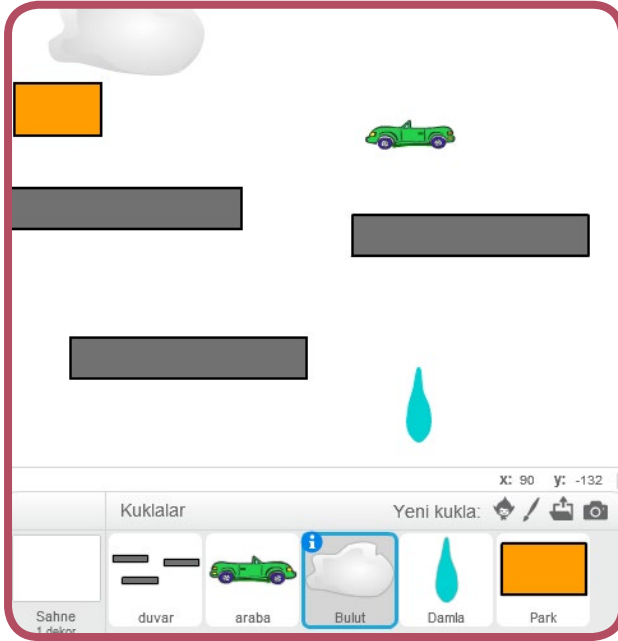 x: 90 y: -132
Kuklalar Yeni kukla:
Sahne duvar araba Bulut Damla Park
1 dekor